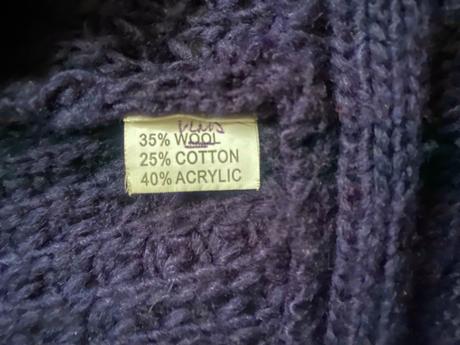 35% WOOL
25% COTTON
40% ACRYLIC